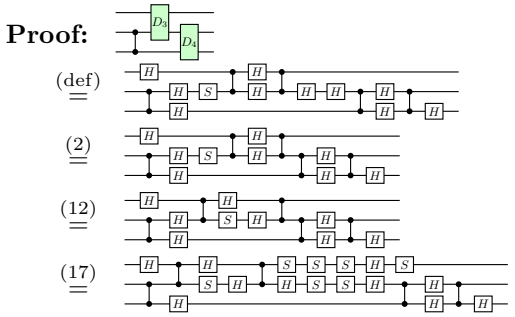 D₃
Proof: D₄
(def)
= H H
H S H H H H
H H H
(2)
= H H
H S H H
H H H
(12)
= H H
H S H H
H H H
(17)
= H H S S S H S
S H H S S S H H
H H H